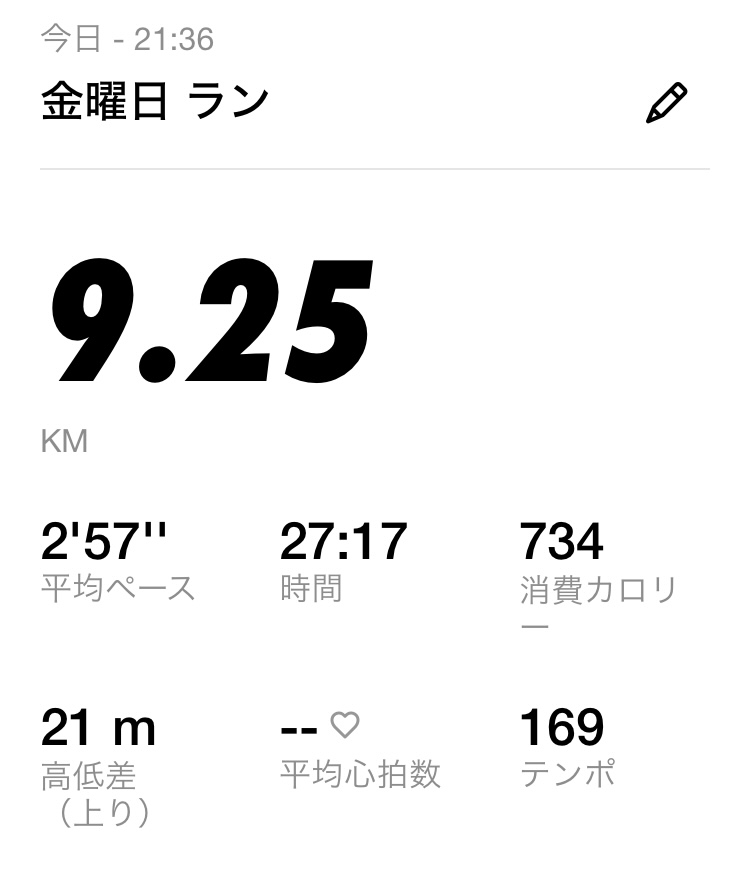 今日 - 21:36
金曜日 ラン
9.25
KM
2'57''
27:17
734
平均ペース
時間
消費カロリ
ー
21 m
--
169
高低差
（上り）
平均心拍数
テンポ